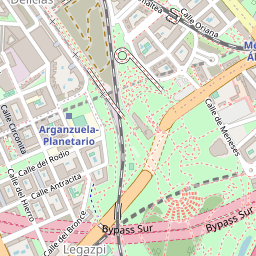 Delicias
Calle Oriana
Calle Circonita
Arganzuela-
Planetario
Calle de Meneses
Calle del Rodio
Calle Antracita
Calle del Hierro
Calle del Bronce
Bypass Sur
Bypass Sur
Legazpi